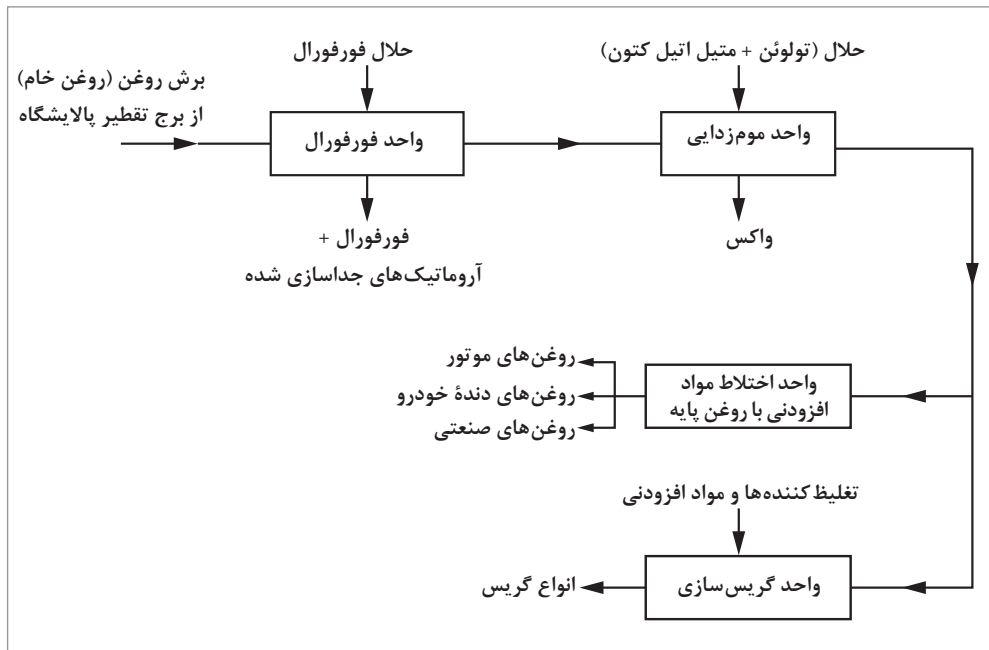 حلال فورفورال
حلال (تولوئن + متیل اتیل کتون)
برش روغن (روغن خام)
از برج تقطیر پالایشگاه
واحد فورفورال
واحد موم‌زدایی
فورفورال +
آروماتیک‌های جداسازی شده
واکس
روغن‌های موتور
روغن‌های دندهٔ خودرو
روغن‌های صنعتی
واحد اختلاط مواد
افزودنی با روغن پایه
تغلیظ کننده‌ها و مواد افزودنی
واحد گریس‌سازی
انواع گریس